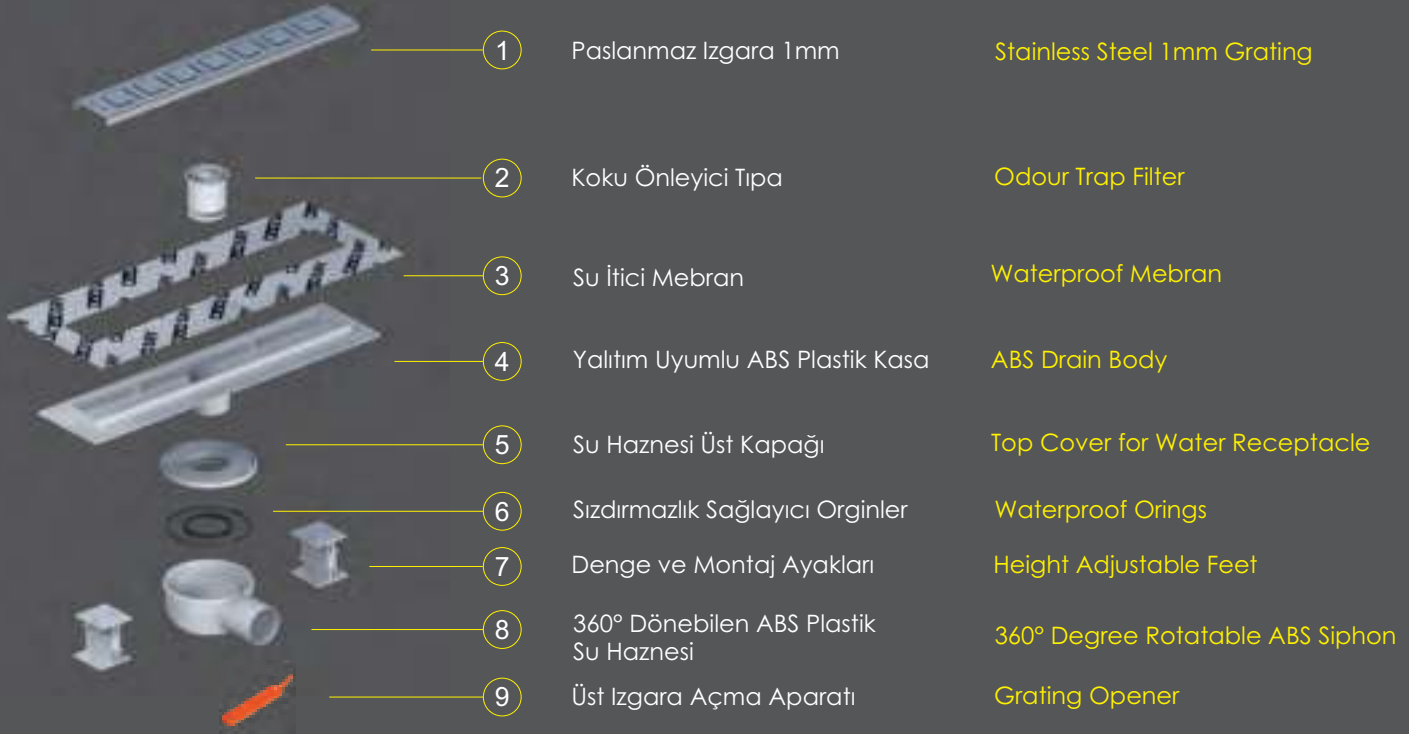 1 Paslanmaz Izgara 1mm Stainless Steel 1mm Grating
2 Koku Önleyici Tıpa Odour Trap Filter
3 Su İtici Mebran Waterproof Mebran
4 Yalıtım Uyumlu ABS Plastik Kasa ABS Drain Body
5 Su Haznesi Üst Kapağı Top Cover for Water Receptacle
6 Sızdırmazlık Sağlayıcı Orginler Waterproof Orings
7 Denge ve Montaj Ayakları Height Adjustable Feet
8 360° Dönebilen ABS Plastik 360° Degree Rotatable ABS Siphon
Su Haznesi
9 Üst Izgara Açma Aparatı Grating Opener